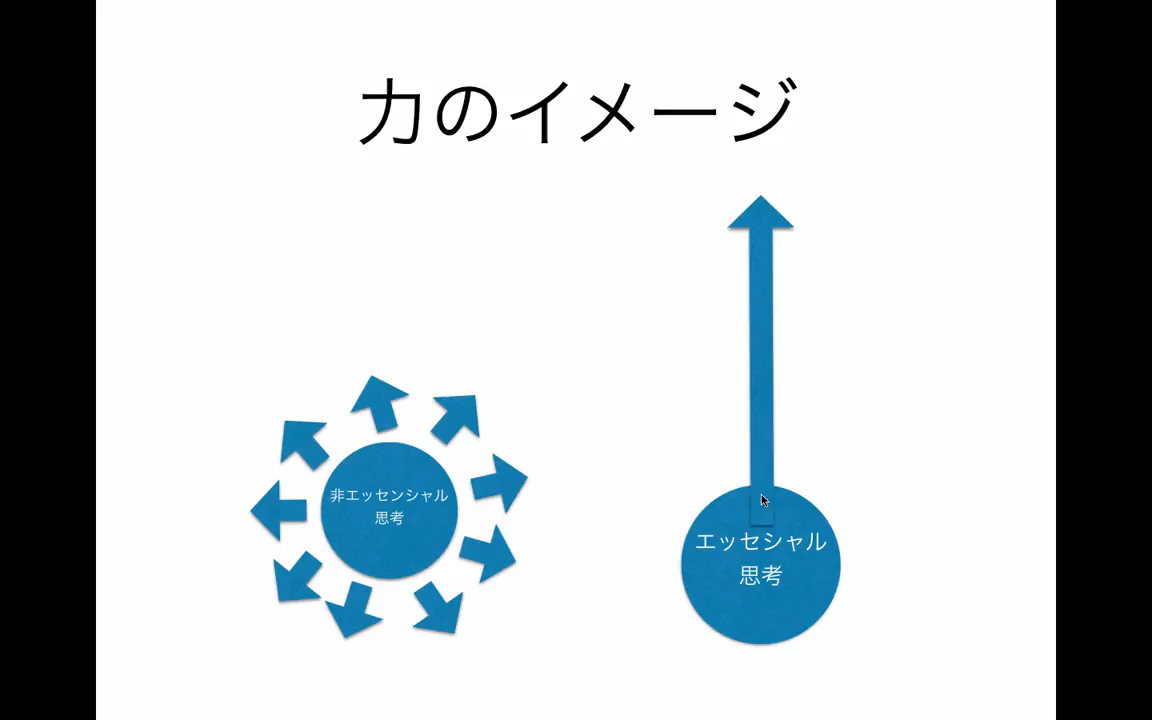 力のイメージ
非エッセンシャル
思考
エッセシャル
思考